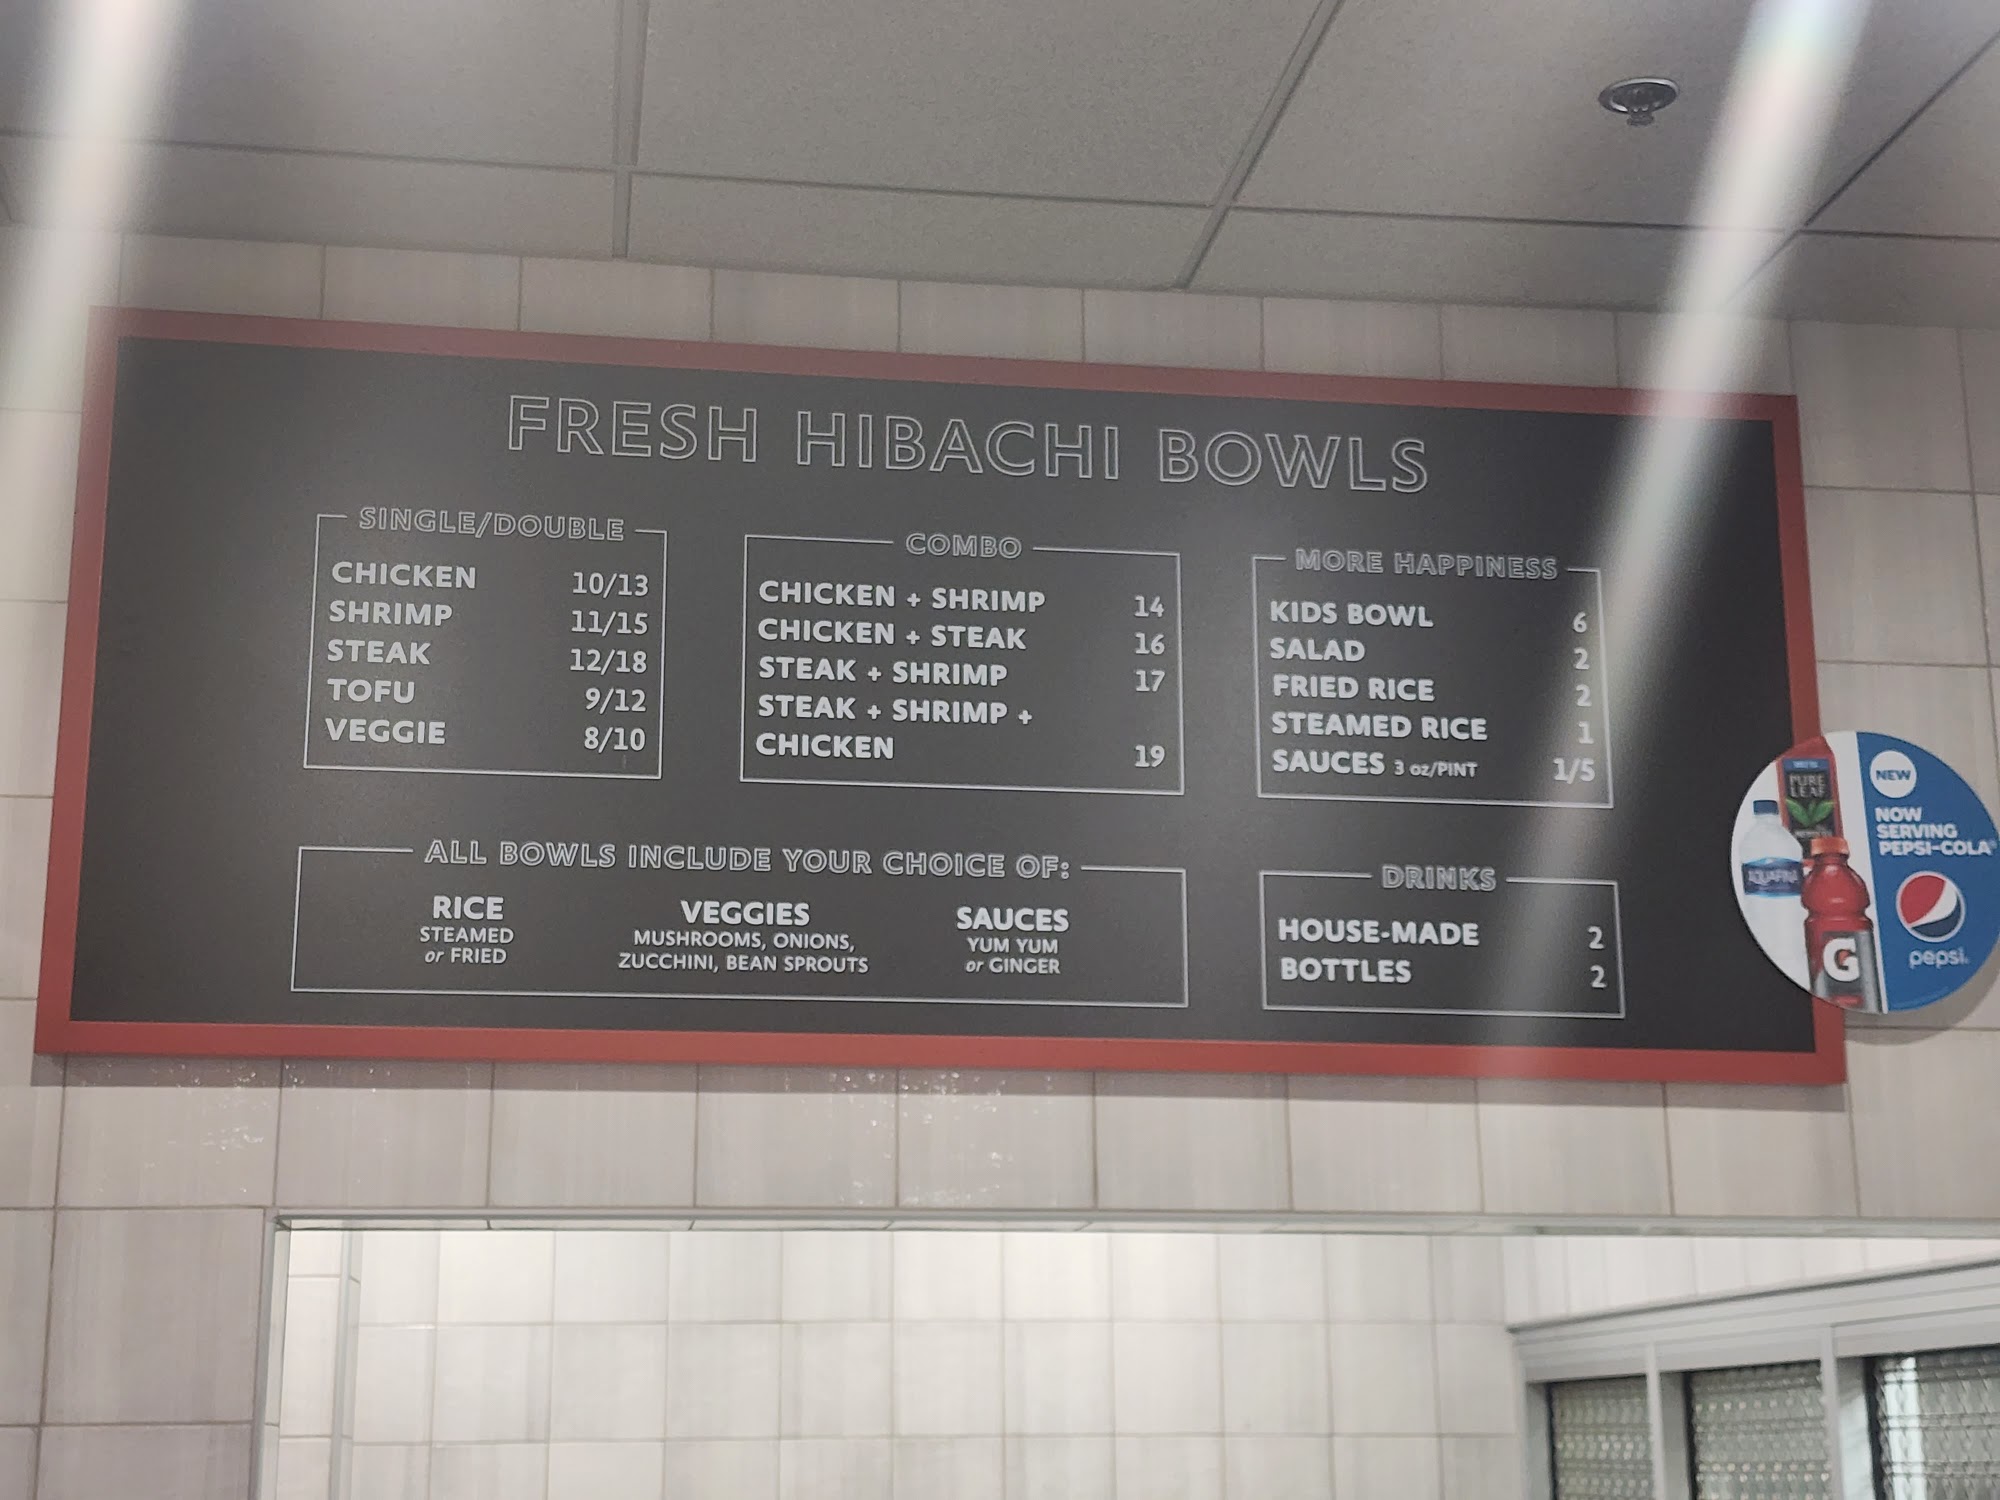 FRESH HIBACHI BOWLS
SINGLE/DOUBLE
CHICKEN 10/13
SHRIMP 11/15
STEAK 12/18
TOFU 9/12
VEGGIE 8/10
COMBO
CHICKEN + SHRIMP 14
CHICKEN + STEAK 16
STEAK + SHRIMP 17
STEAK + SHRIMP +
CHICKEN 19
MORE HAPPINESS
KIDS BOWL 6
SALAD 2
FRIED RICE 2
STEAMED RICE 1
SAUCES 3 oz/PINT 1/5
ALL BOWLS INCLUDE YOUR CHOICE OF:
RICE
STEAMED
or FRIED
VEGGIES
MUSHROOMS, ONIONS,
ZUCCHINI, BEAN SPROUTS
SAUCES
YUM YUM
or GINGER
DRINKS
HOUSE-MADE 2
BOTTLES 2
PURE
LEAF
AQUAFINA
G
NEW
NOW
SERVING
PEPSI-COLA®
pepsi.